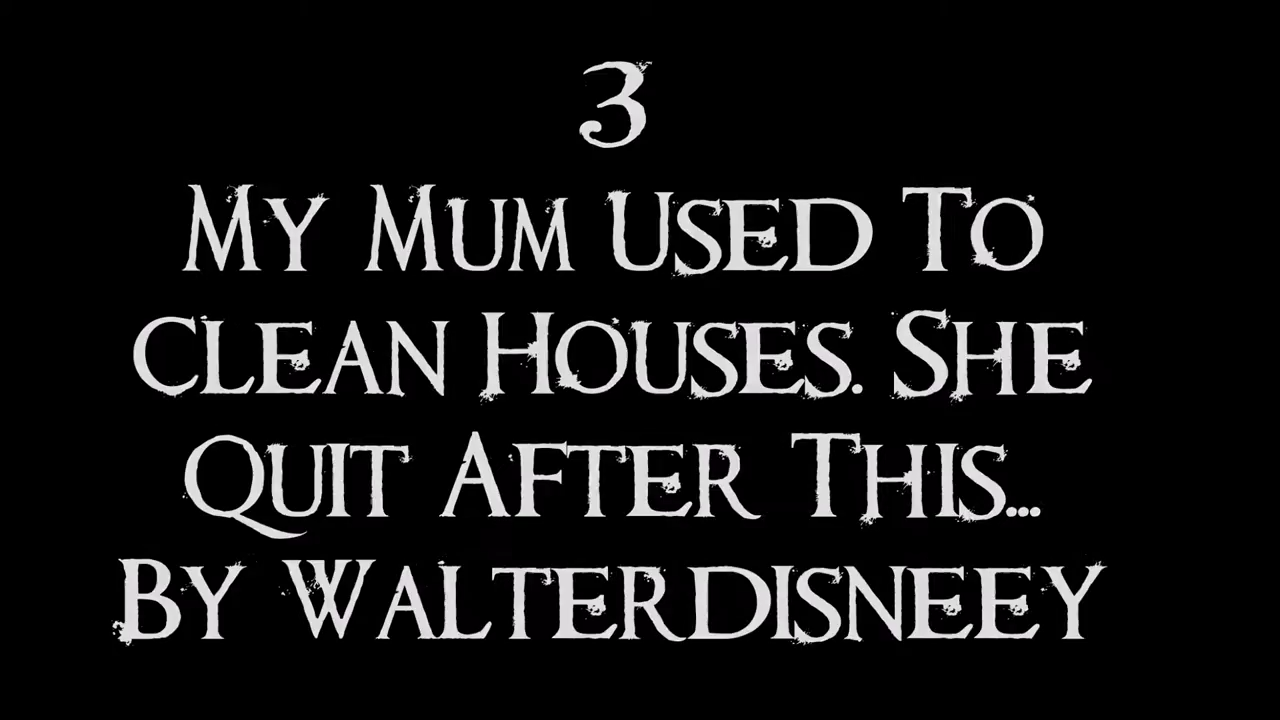 3
My Mum Used To
Clean Houses. She
Quit After This...
By Walterdisneey